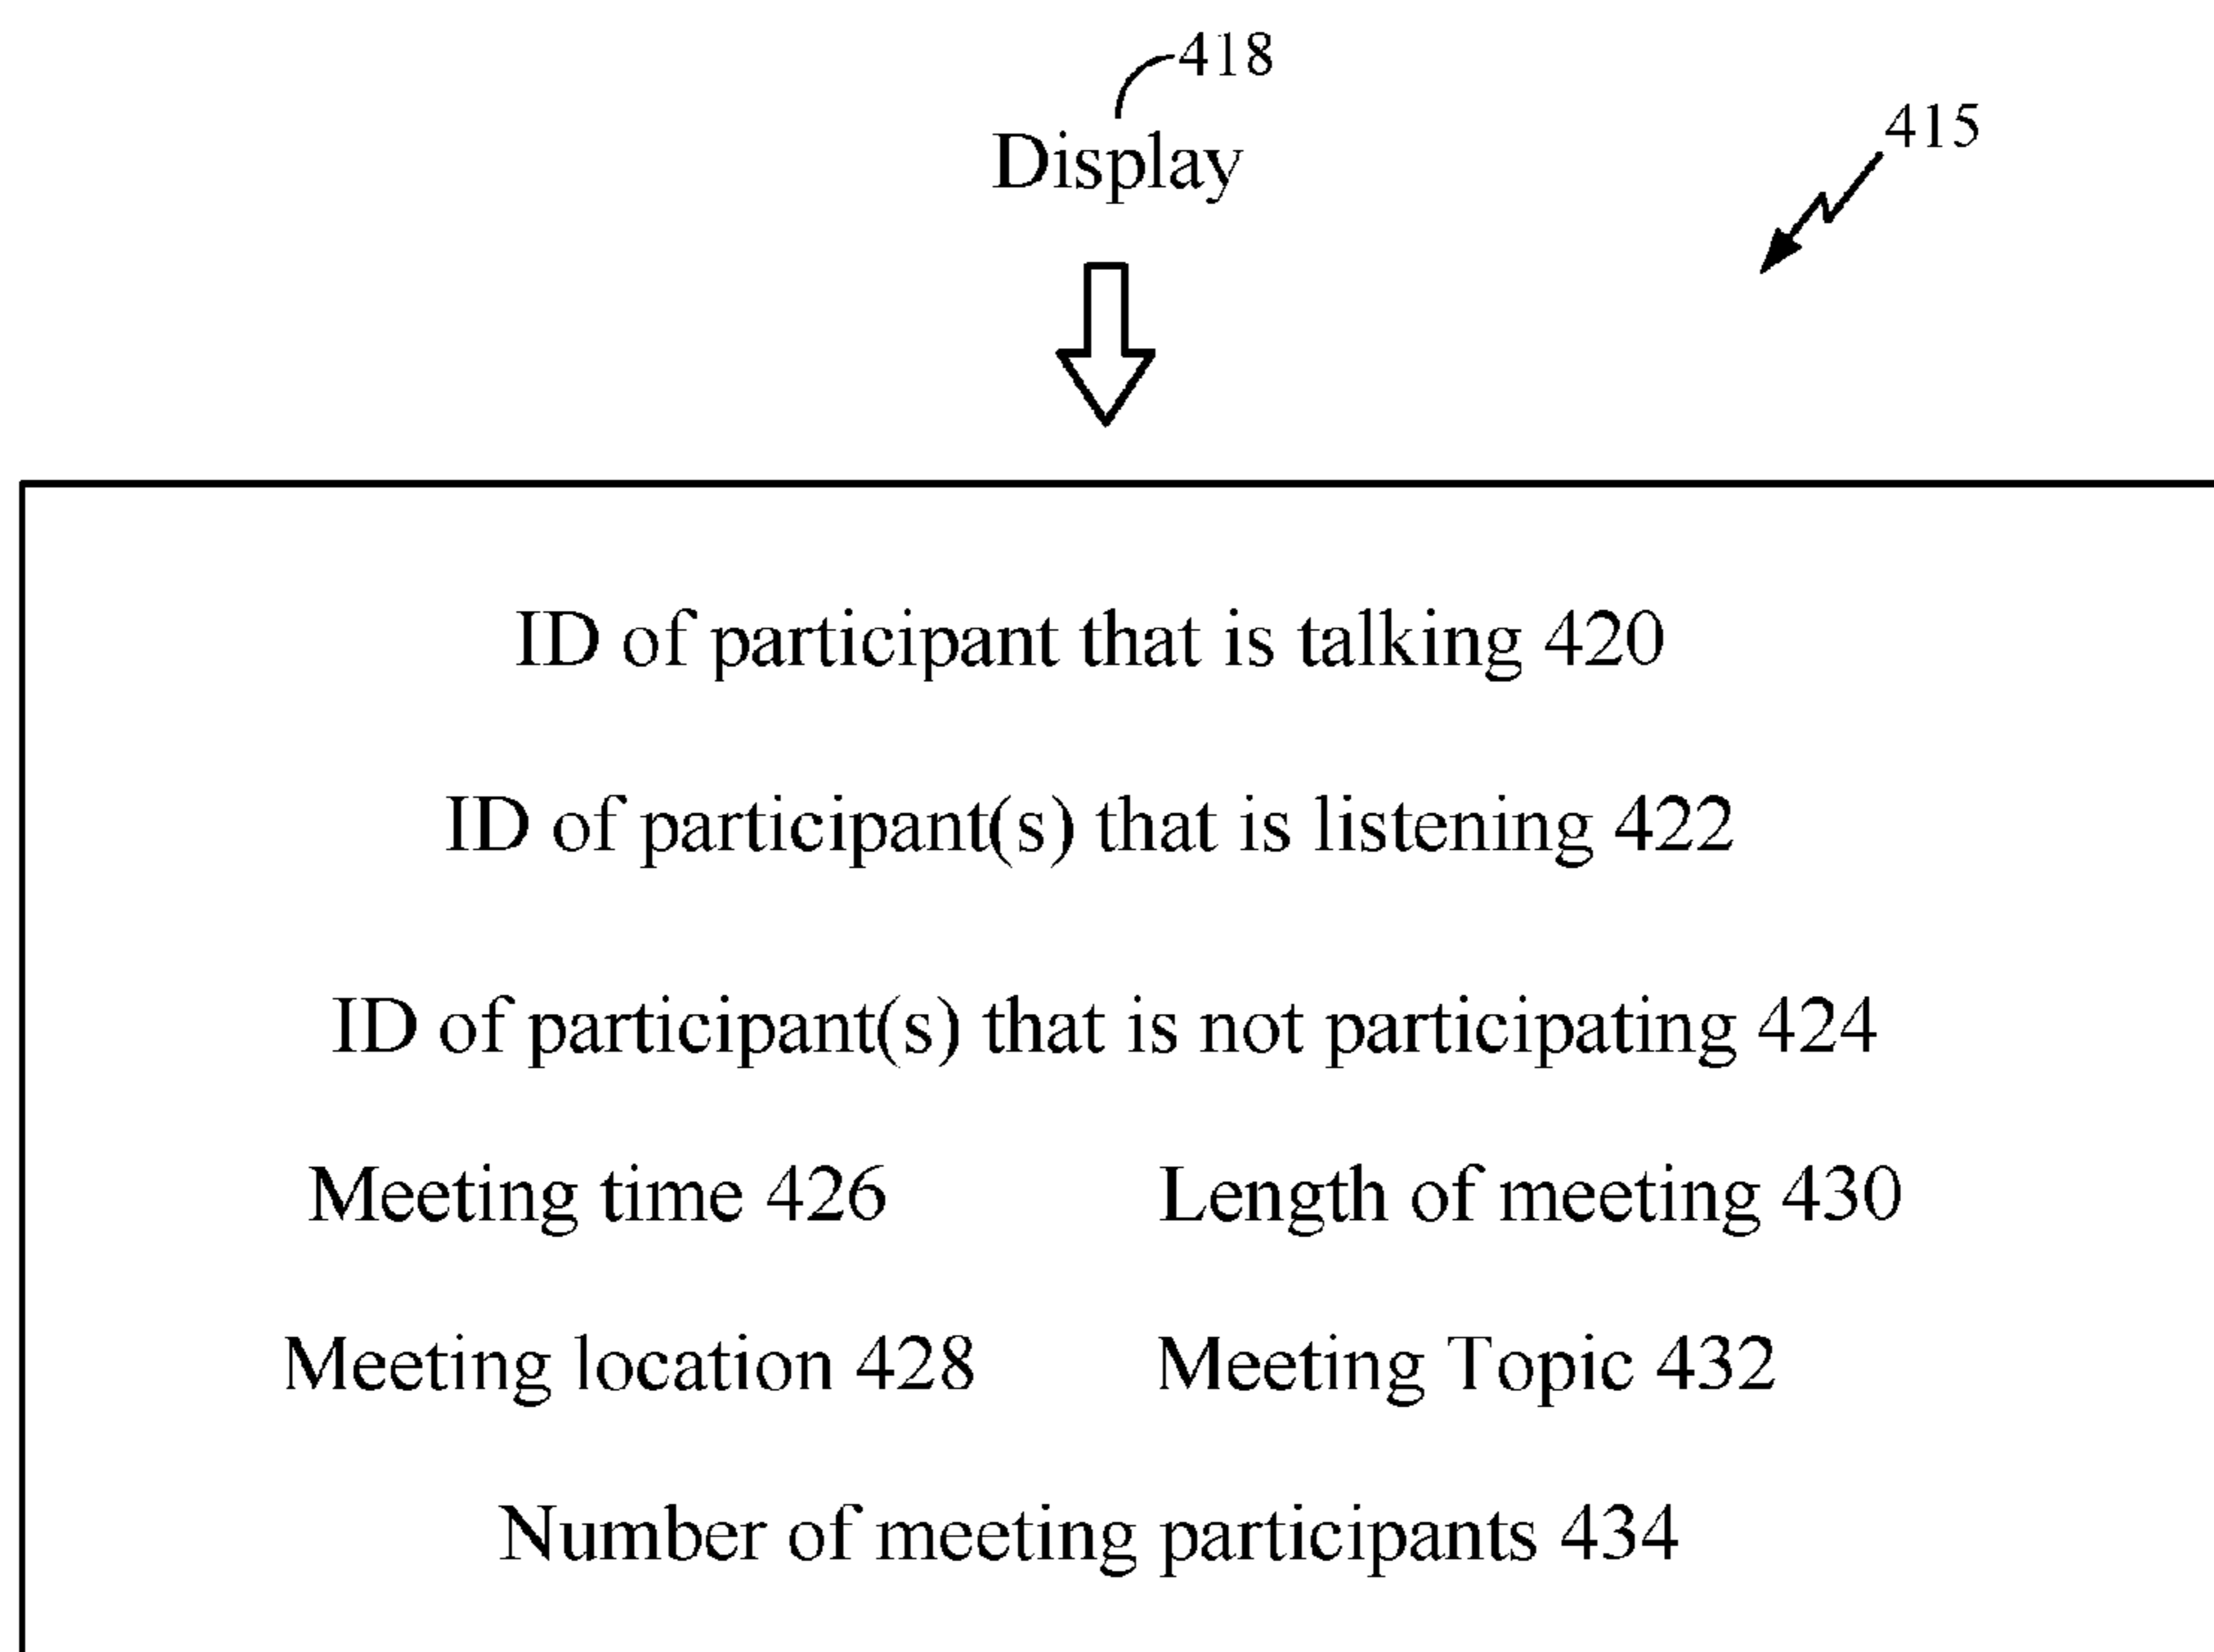 418
Display
415
ID of participant that is talking 420
ID of participant(s) that is listening 422
ID of participant(s) that is not participating 424
Meeting time 426 Length of meeting 430
Meeting location 428 Meeting Topic 432
Number of meeting participants 434